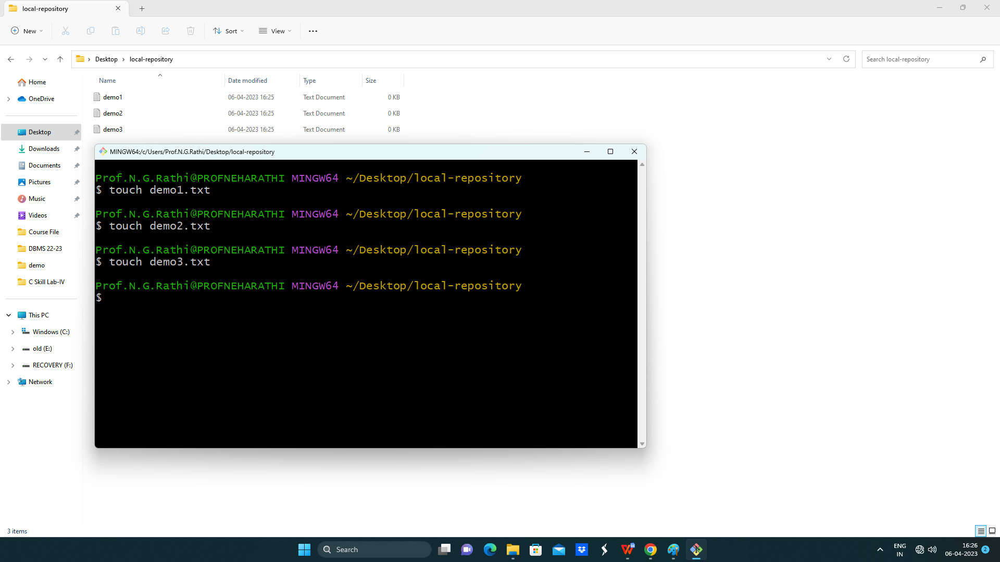 local-repository
New
Sort
View
Desktop
local-repository
Search local-repository
Name
Date modified
Type
Size
demo1
06-04-2023 16:25
Text Document
0 KB
demo2
06-04-2023 16:25
Text Document
0 KB
demo3
06-04-2023 16:25
Text Document
0 KB
Home
OneDrive
Desktop
Downloads
Documents
Pictures
Music
Videos
Course File
DBMS 22-23
demo
C Skill Lab-IV
This PC
Windows (C:)
old (E:)
RECOVERY (F:)
Network
MINGW64:/c/Users/Prof.N.G.Rathi/Desktop/local-repository
Prof.N.G.Rathi@PROFNEHARATHI MINGW64 ~/Desktop/local-repository
$ touch demo1.txt
Prof.N.G.Rathi@PROFNEHARATHI MINGW64 ~/Desktop/local-repository
$ touch demo2.txt
Prof.N.G.Rathi@PROFNEHARATHI MINGW64 ~/Desktop/local-repository
$ touch demo3.txt
Prof.N.G.Rathi@PROFNEHARATHI MINGW64 ~/Desktop/local-repository
$
3 items
Search
ENG
IN
16:26
06-04-2023
2